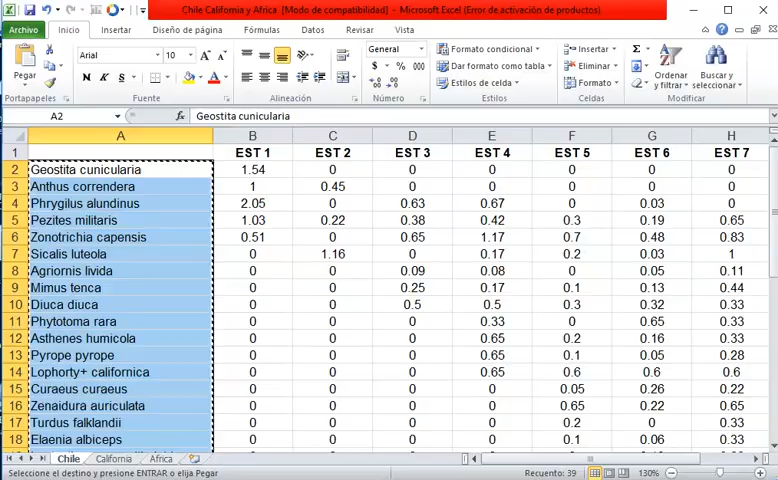 Chile California y Africa [Modo de compatibilidad] - Microsoft Excel (Error de activación de productos)
Archivo Inicio Insertar Diseño de página Fórmulas Datos Revisar Vista
Pegar
Arial 10
General
Formato condicional
Dar formato como tabla
Estilos de celda
Insertar
Eliminar
Formato
Ordenar y filtrar
Buscar y seleccionar
Portapapeles Fuente Alineación Número Estilos Celdas Modificar
A2 fx Geostita cunicularia
A B C D E F G H
1 EST 1 EST 2 EST 3 EST 4 EST 5 EST 6 EST 7
2 Geostita cunicularia 1.54 0 0 0 0 0 0
3 Anthus correndera 1 0.45 0 0 0 0 0
4 Phrygilus alundinus 2.05 0 0.63 0.67 0 0.03 0
5 Pezites militaris 1.03 0.22 0.38 0.42 0.3 0.19 0.65
6 Zonotrichia capensis 0.51 0 0.65 1.17 0.7 0.48 0.83
7 Sicalis luteola 0 1.16 0 0.17 0.2 0.03 1
8 Agriornis livida 0 0 0.09 0.08 0 0.05 0.11
9 Mimus tenca 0 0 0.25 0.17 0.1 0.13 0.44
10 Diuca diuca 0 0 0.5 0.5 0.3 0.32 0.33
11 Phytotoma rara 0 0 0 0.33 0 0.65 0.33
12 Asthenes humicola 0 0 0 0.65 0.2 0.16 0.33
13 Pyrope pyrope 0 0 0 0.65 0.1 0.05 0.28
14 Lophorty+ californica 0 0 0 0.65 0.6 0.6 0.6
15 Curaeus curaeus 0 0 0 0 0.05 0.26 0.22
16 Zenaidura auriculata 0 0 0 0 0.65 0.22 0.65
17 Turdus falklandii 0 0 0 0 0.2 0 0.33
18 Elaenia albiceps 0 0 0 0 0.1 0.06 0.33
Chile California Africa
Seleccione el destino y presione ENTRAR o elija Pegar Recuento: 39 130%